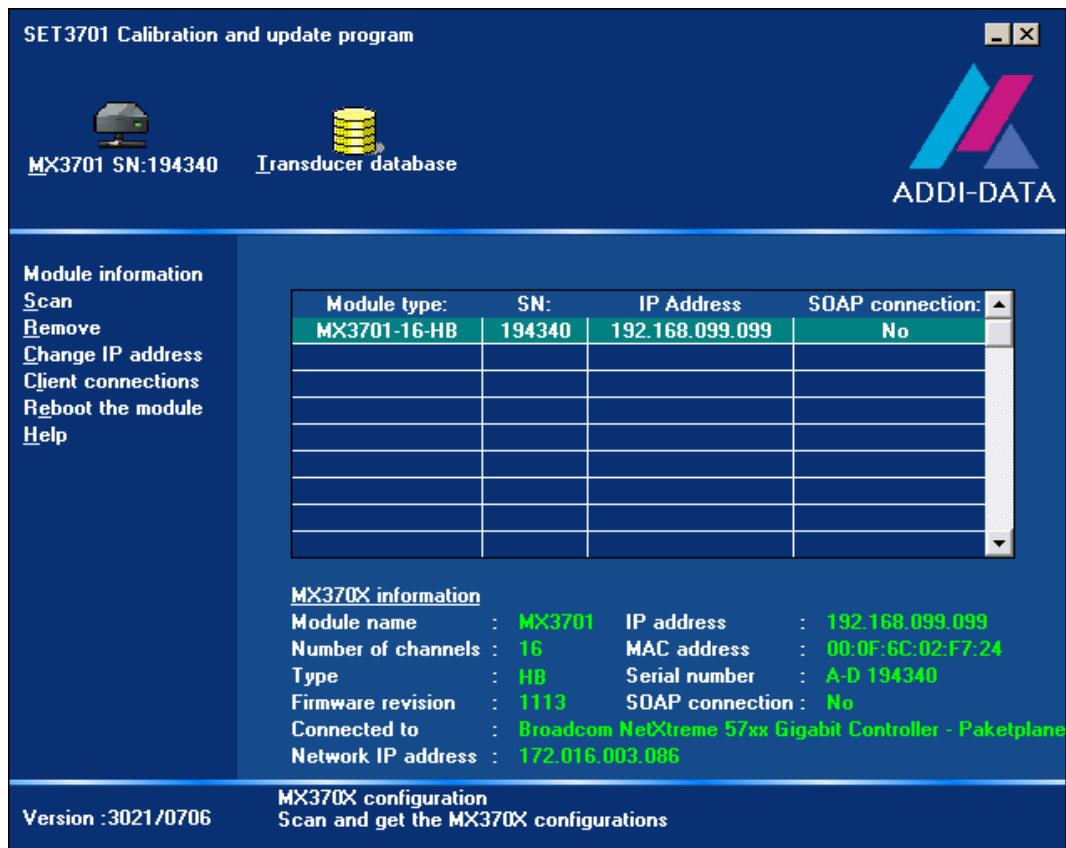 SET3701 Calibration and update program
MX3701 SN:194340
Transducer database
ADDI-DATA
Module information
Scan
Remove
Change IP address
Client connections
Reboot the module
Help
Module type: SN: IP Address SOAP connection:
MX3701-16-HB 194340 192.168.099.099 No
MX370X information
Module name : MX3701 IP address : 192.168.099.099
Number of channels : 16 MAC address : 00:0F:6C:02:F7:24
Type : HB Serial number : A-D 194340
Firmware revision : 1113 SOAP connection : No
Connected to : Broadcom NetXtreme 57xx Gigabit Controller - Paketplane
Network IP address : 172.016.003.086
Version :3021/0706
MX370X configuration
Scan and get the MX370X configurations